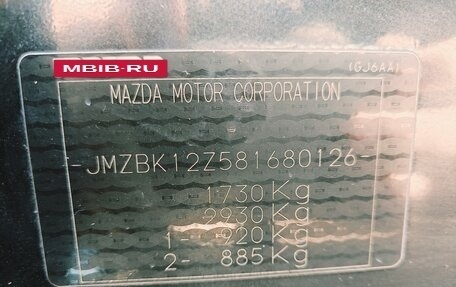 MBIB-RU
(GJ6AA)
MAZDA MOTOR CORPORATION
-JMZBK12Z581680126-
1730 Kg
2930 Kg
1- 920 Kg
2- 885 Kg